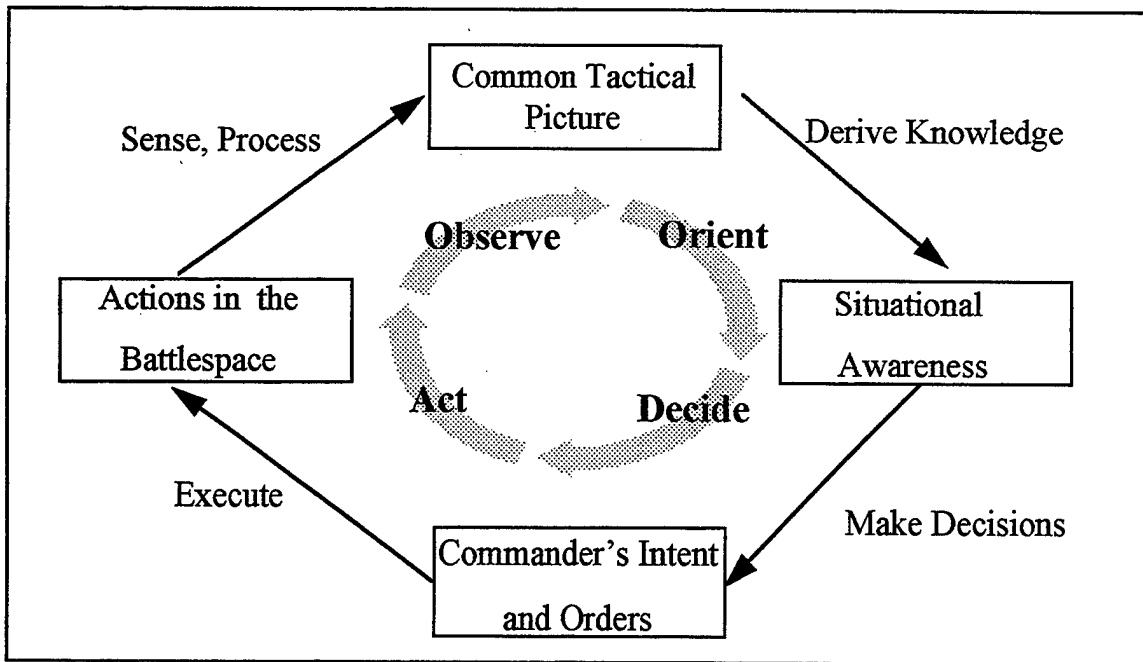 Common Tactical
Picture
Sense, Process
Derive Knowledge
Observe
Orient
Actions in the
Battlespace
Situational
Awareness
Act
Decide
Execute
Make Decisions
Commander's Intent
and Orders